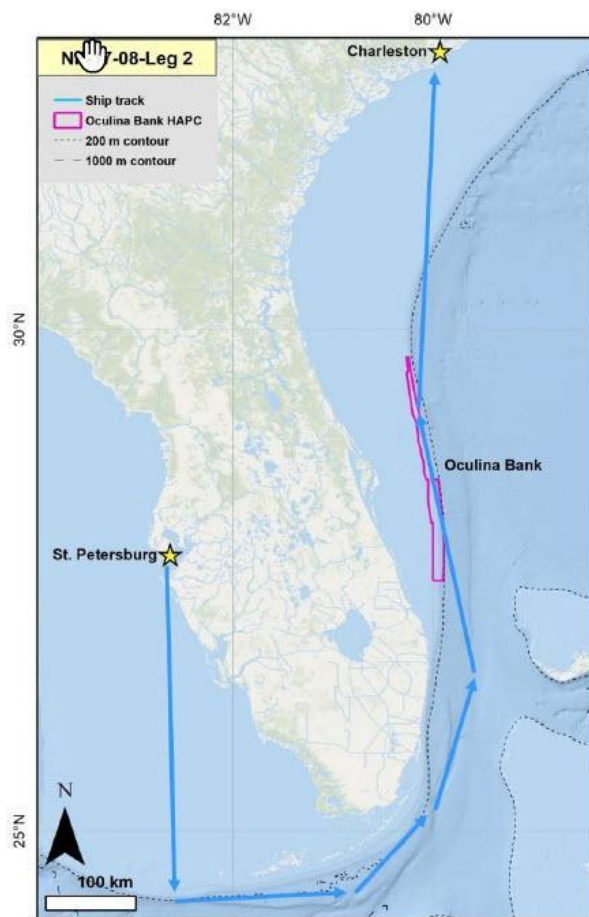 82°W
80°W
Charleston
7-08-Leg 2
Ship track
Oculina Bank HAPC
200 m contour
1000 m contour
30°N
Oculina Bank
St. Petersburg
N
25°N
100 km